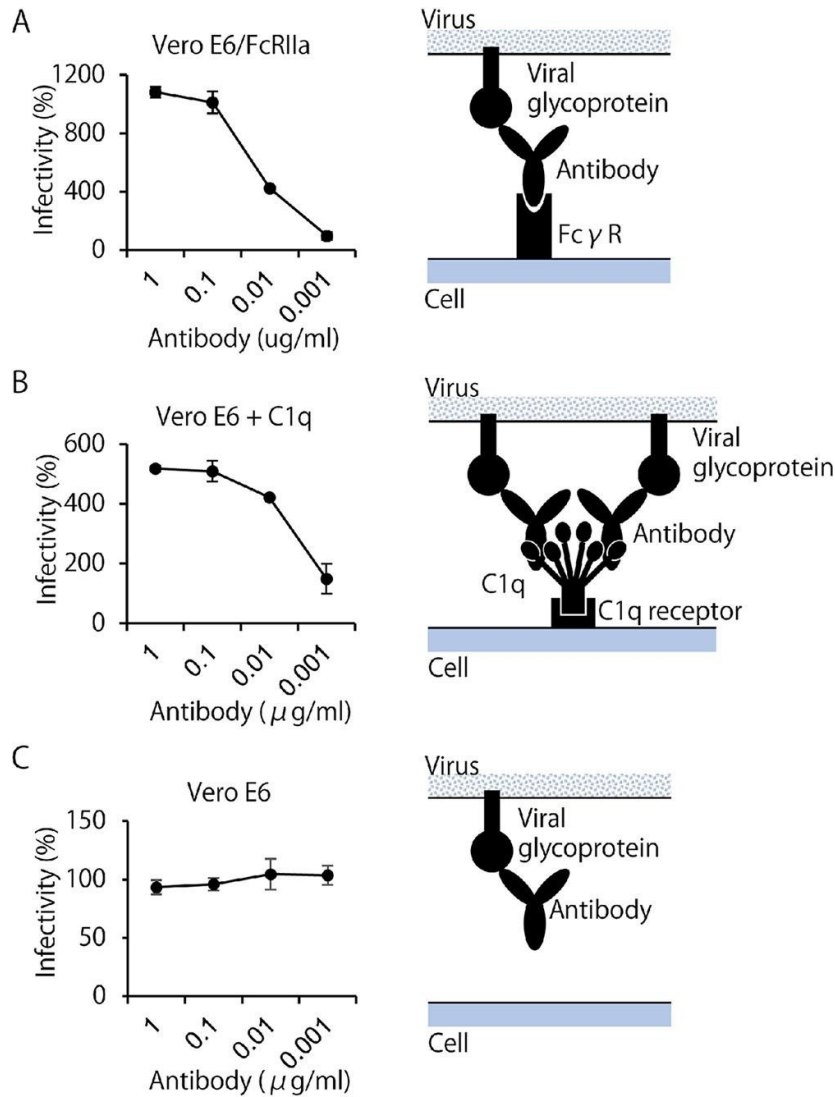 A
Vero E6/FcRIIa
Infectivity (%)
1200
800
400
0
1
0.1
0.01
0.001
Antibody (ug/ml)
Virus
Viral
glycoprotein
Antibody
Fc γ R
Cell
B
Vero E6 + C1q
Infectivity (%)
600
400
200
0
1
0.1
0.01
0.001
Antibody ( μ g/ml)
Virus
Viral
glycoprotein
Antibody
C1q
C1q receptor
Cell
C
Vero E6
Infectivity (%)
150
100
50
0
1
0.1
0.01
0.001
Antibody ( μ g/ml)
Virus
Viral
glycoprotein
Antibody
Cell